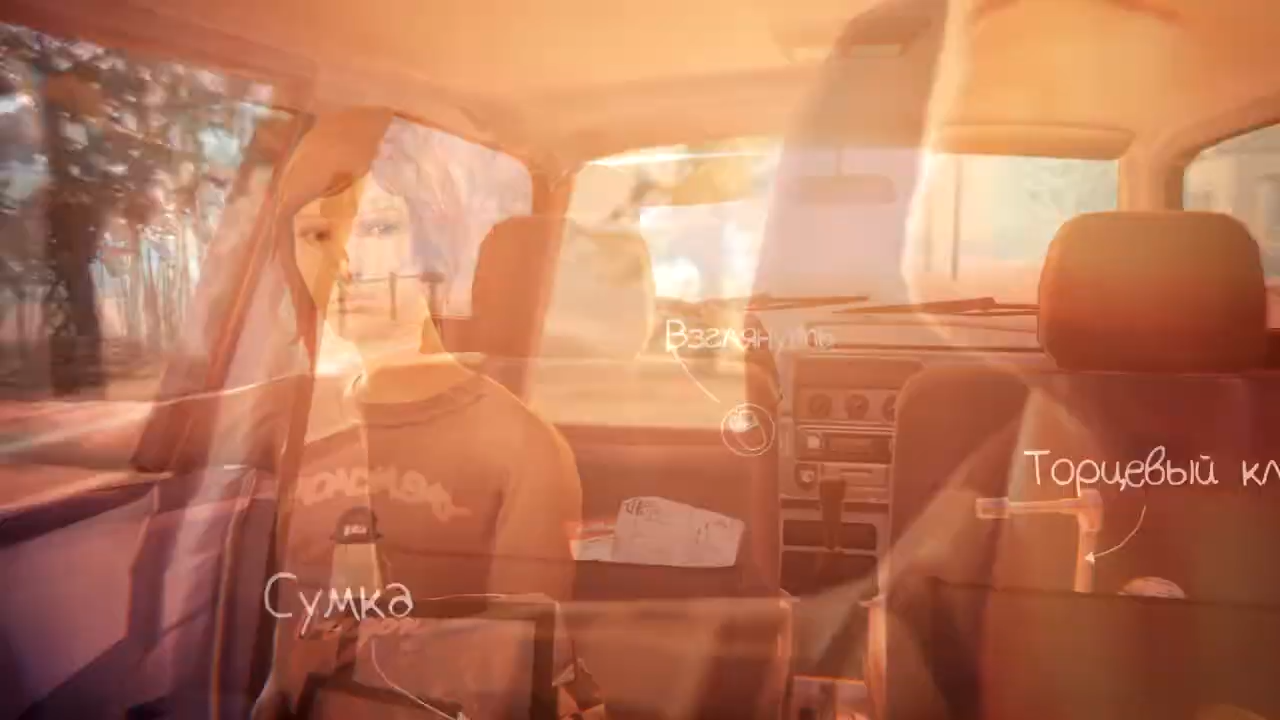 Взглянуть
Торцевый кл
Сумка